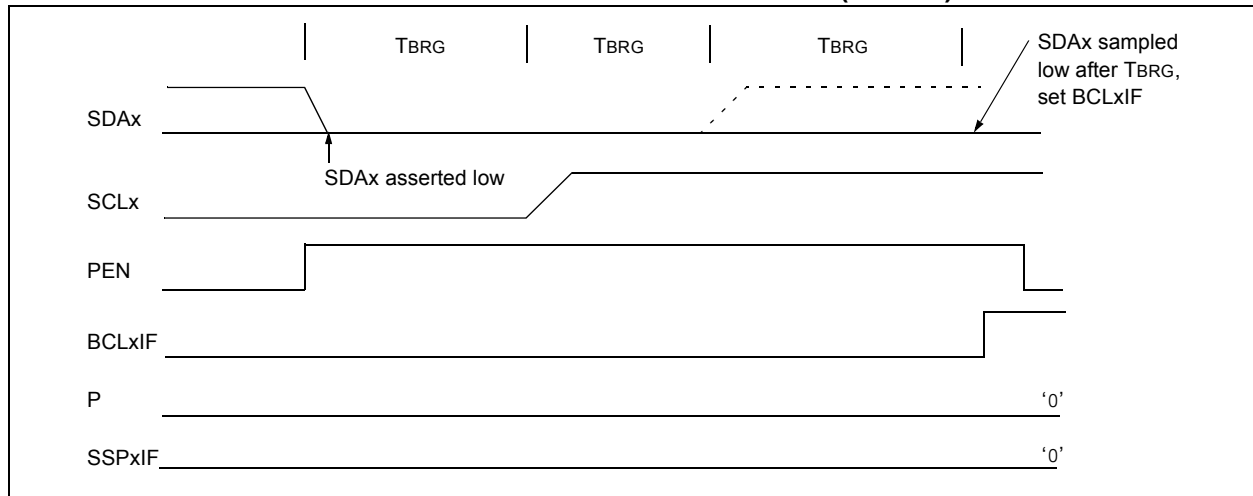 TBRG TBRG TBRG
SDAx sampled
low after TBRG,
set BCLxIF
SDAx
SDAx asserted low
SCLx
PEN
BCLxIF
P
‘0’
SSPxIF
‘0’